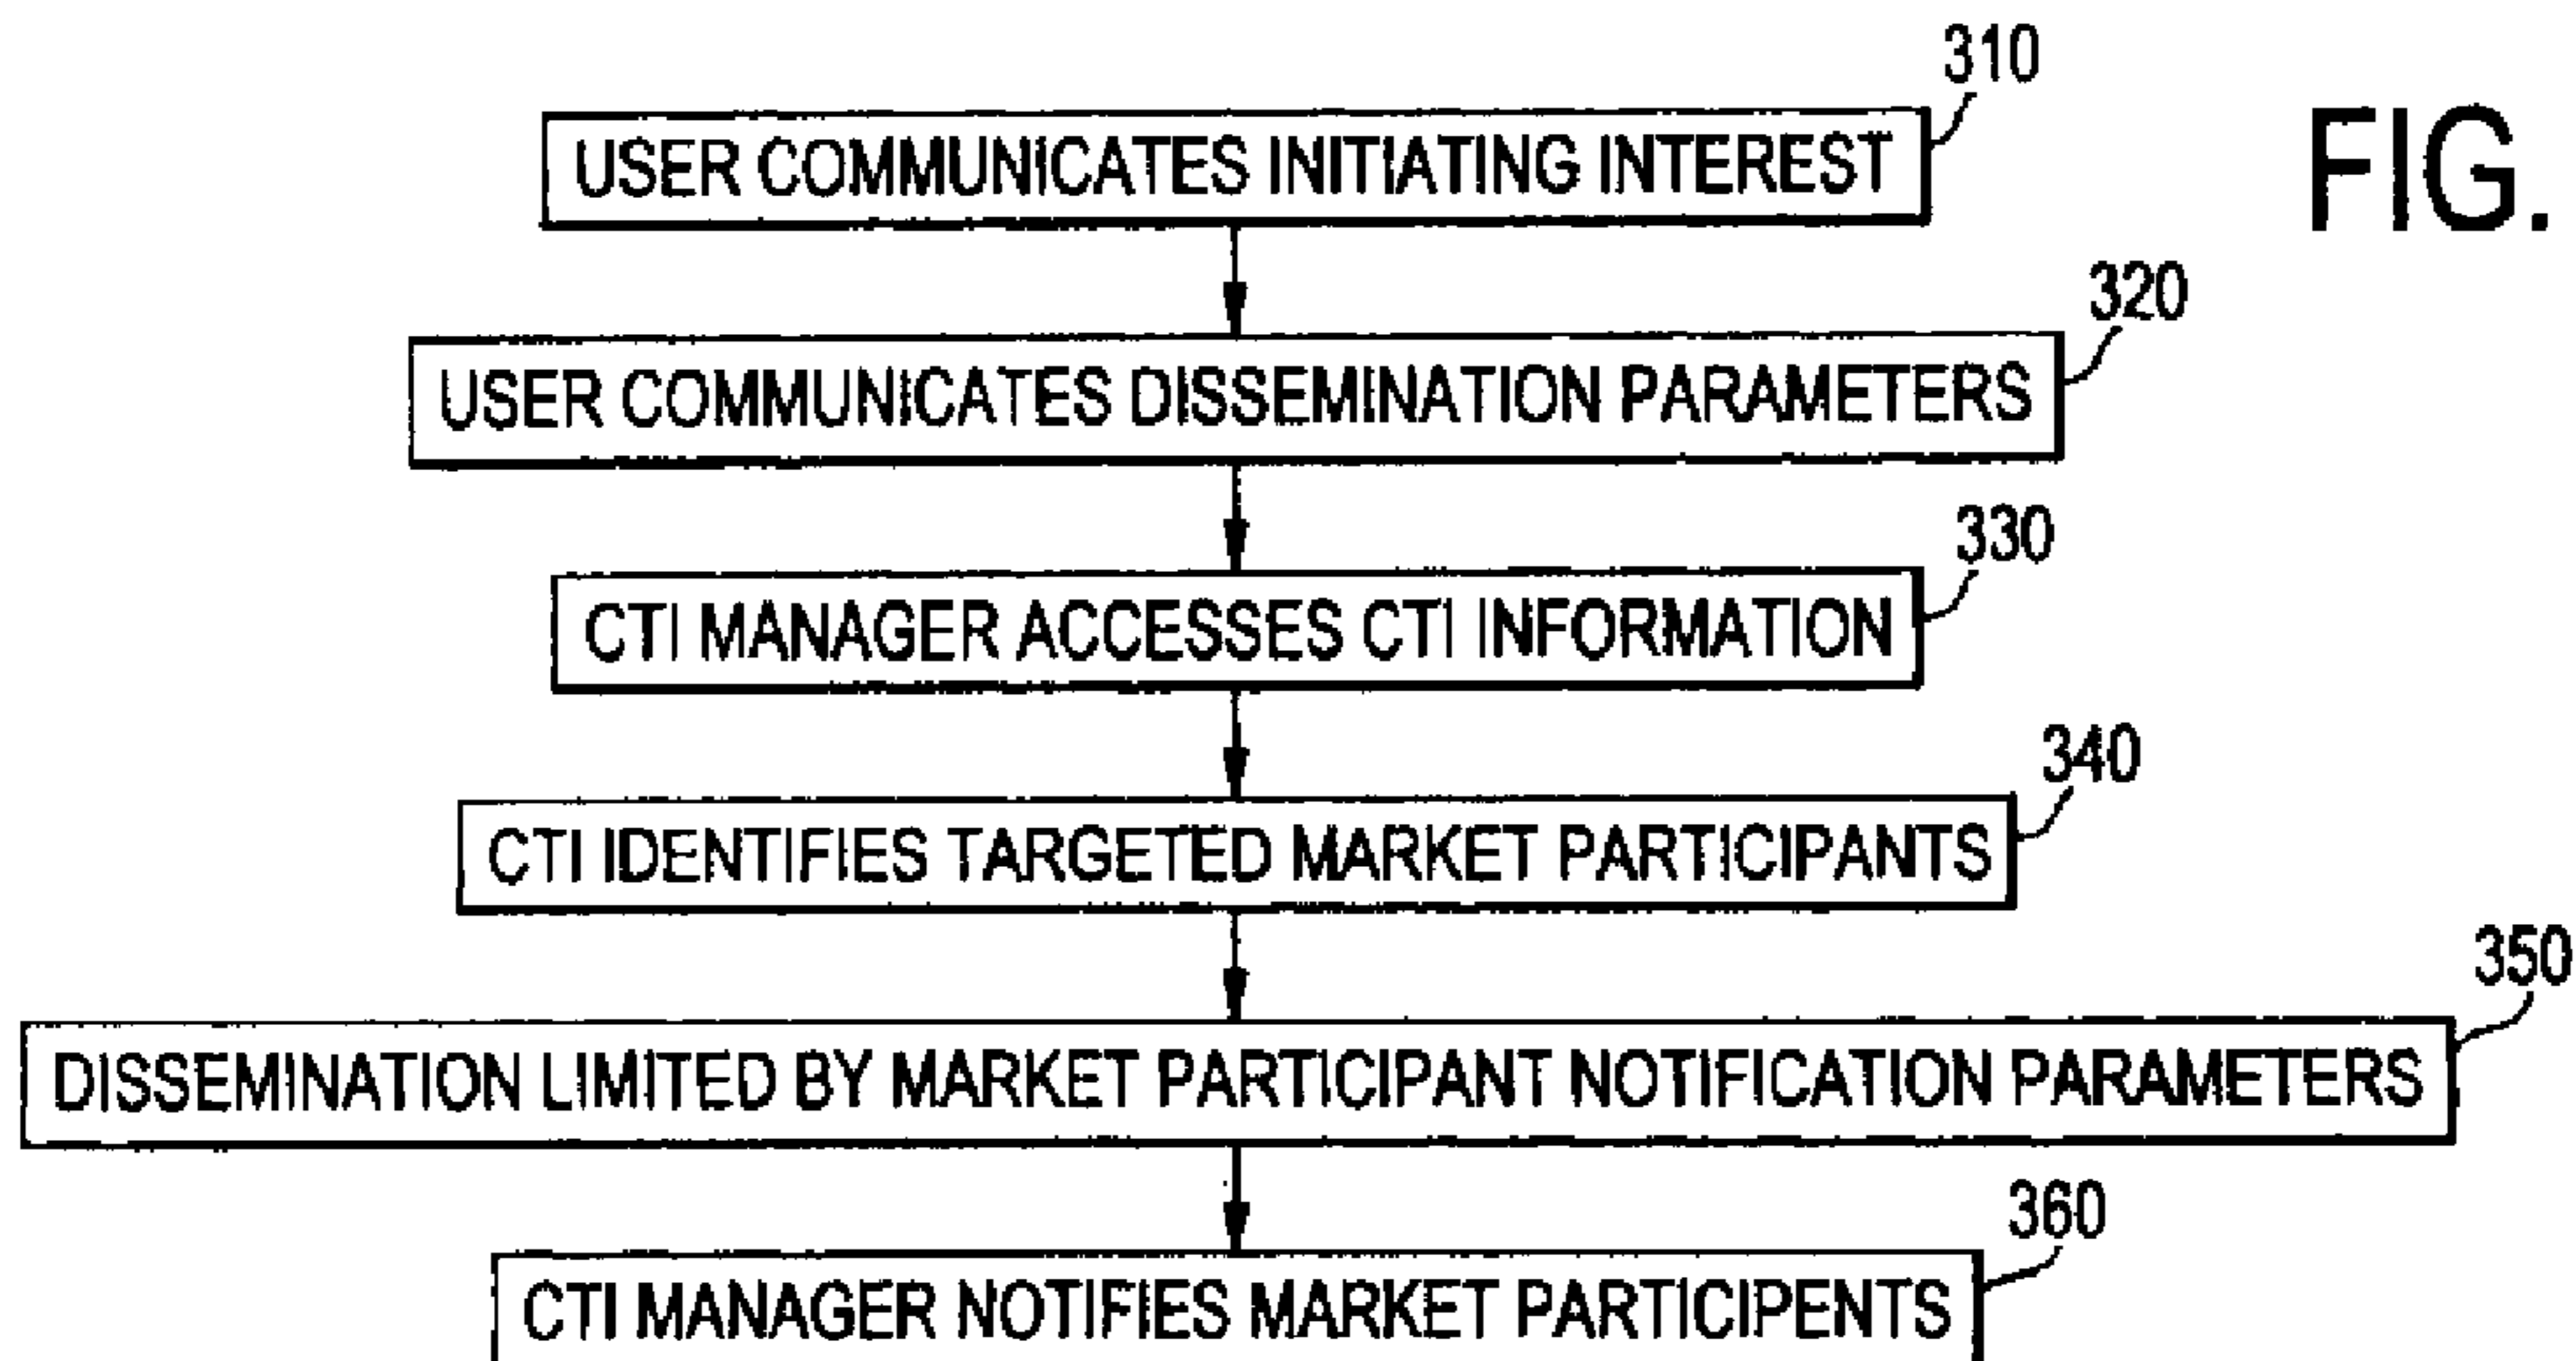 310
FIG.
USER COMMUNICATES INITIATING INTEREST
320
USER COMMUNICATES DISSEMINATION PARAMETERS
330
CTI MANAGER ACCESSES CTI INFORMATION
340
CTI IDENTIFIES TARGETED MARKET PARTICIPANTS
350
DISSEMINATION LIMITED BY MARKET PARTICIPANT NOTIFICATION PARAMETERS
360
CTI MANAGER NOTIFIES MARKET PARTICIPENTS